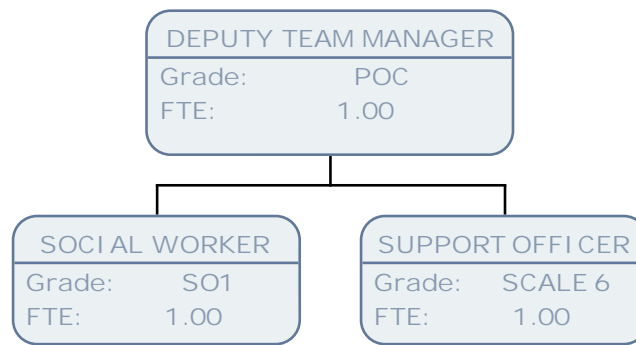 DEPUTY TEAM MANAGER
Grade: POC
FTE: 1.00
SOCIAL WORKER
Grade: SO1
FTE: 1.00
SUPPORT OFFICER
Grade: SCALE 6
FTE: 1.00